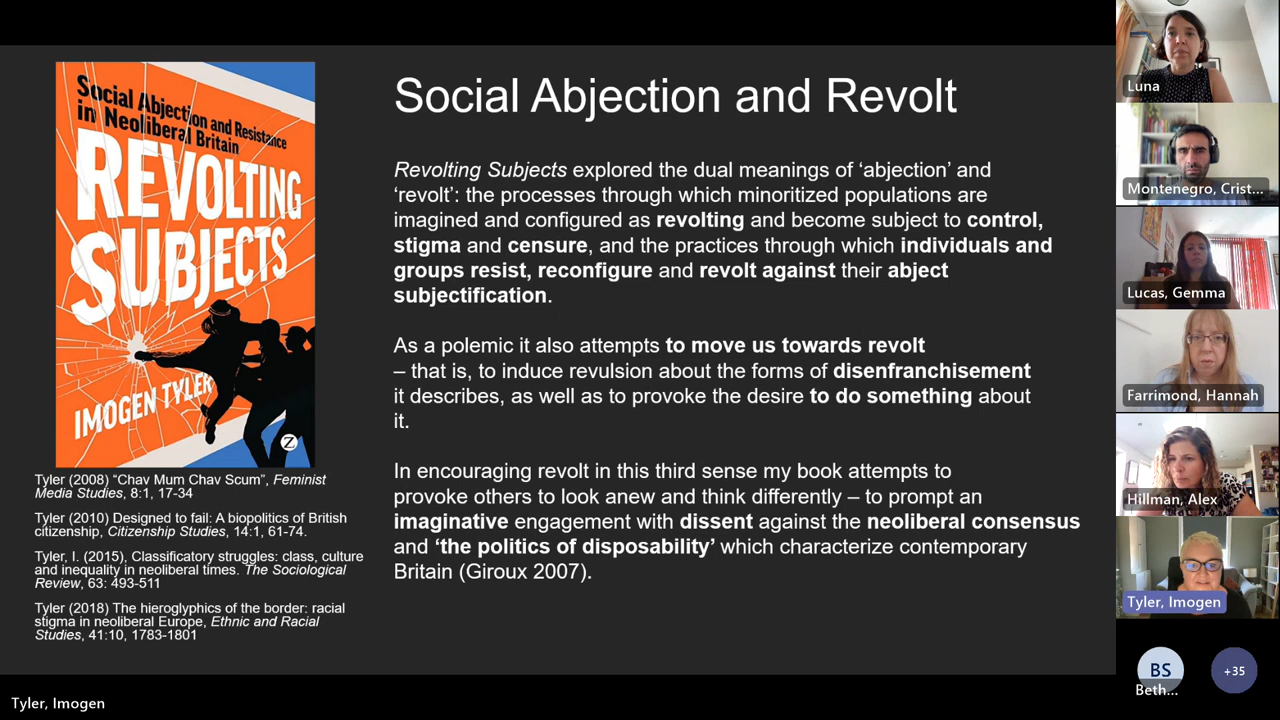 Social Abjection and Resistance
in Neoliberal Britain
REVOLTING
SUBJECTS
IMOGEN TYLER
Z
Tyler (2008) “Chav Mum Chav Scum”, Feminist
Media Studies, 8:1, 17-34
Tyler (2010) Designed to fail: A biopolitics of British
citizenship, Citizenship Studies, 14:1, 61-74.
Tyler, I. (2015), Classificatory struggles: class, culture
and inequality in neoliberal times. The Sociological
Review, 63: 493-511
Tyler (2018) The hieroglyphics of the border: racial
stigma in neoliberal Europe, Ethnic and Racial
Studies, 41:10, 1783-1801
Social Abjection and Revolt
Revolting Subjects explored the dual meanings of ‘abjection’ and
‘revolt’: the processes through which minoritized populations are
imagined and configured as revolting and become subject to control,
stigma and censure, and the practices through which individuals and
groups resist, reconfigure and revolt against their abject
subjectification.
As a polemic it also attempts to move us towards revolt
– that is, to induce revulsion about the forms of disenfranchisement
it describes, as well as to provoke the desire to do something about
it.
In encouraging revolt in this third sense my book attempts to
provoke others to look anew and think differently – to prompt an
imaginative engagement with dissent against the neoliberal consensus
and ‘the politics of disposability’ which characterize contemporary
Britain (Giroux 2007).
Luna
Montenegro, Crist...
Lucas, Gemma
Farrimond, Hannah
Hillman, Alex
Tyler, Imogen
BS
Beth...
+35
Tyler, Imogen